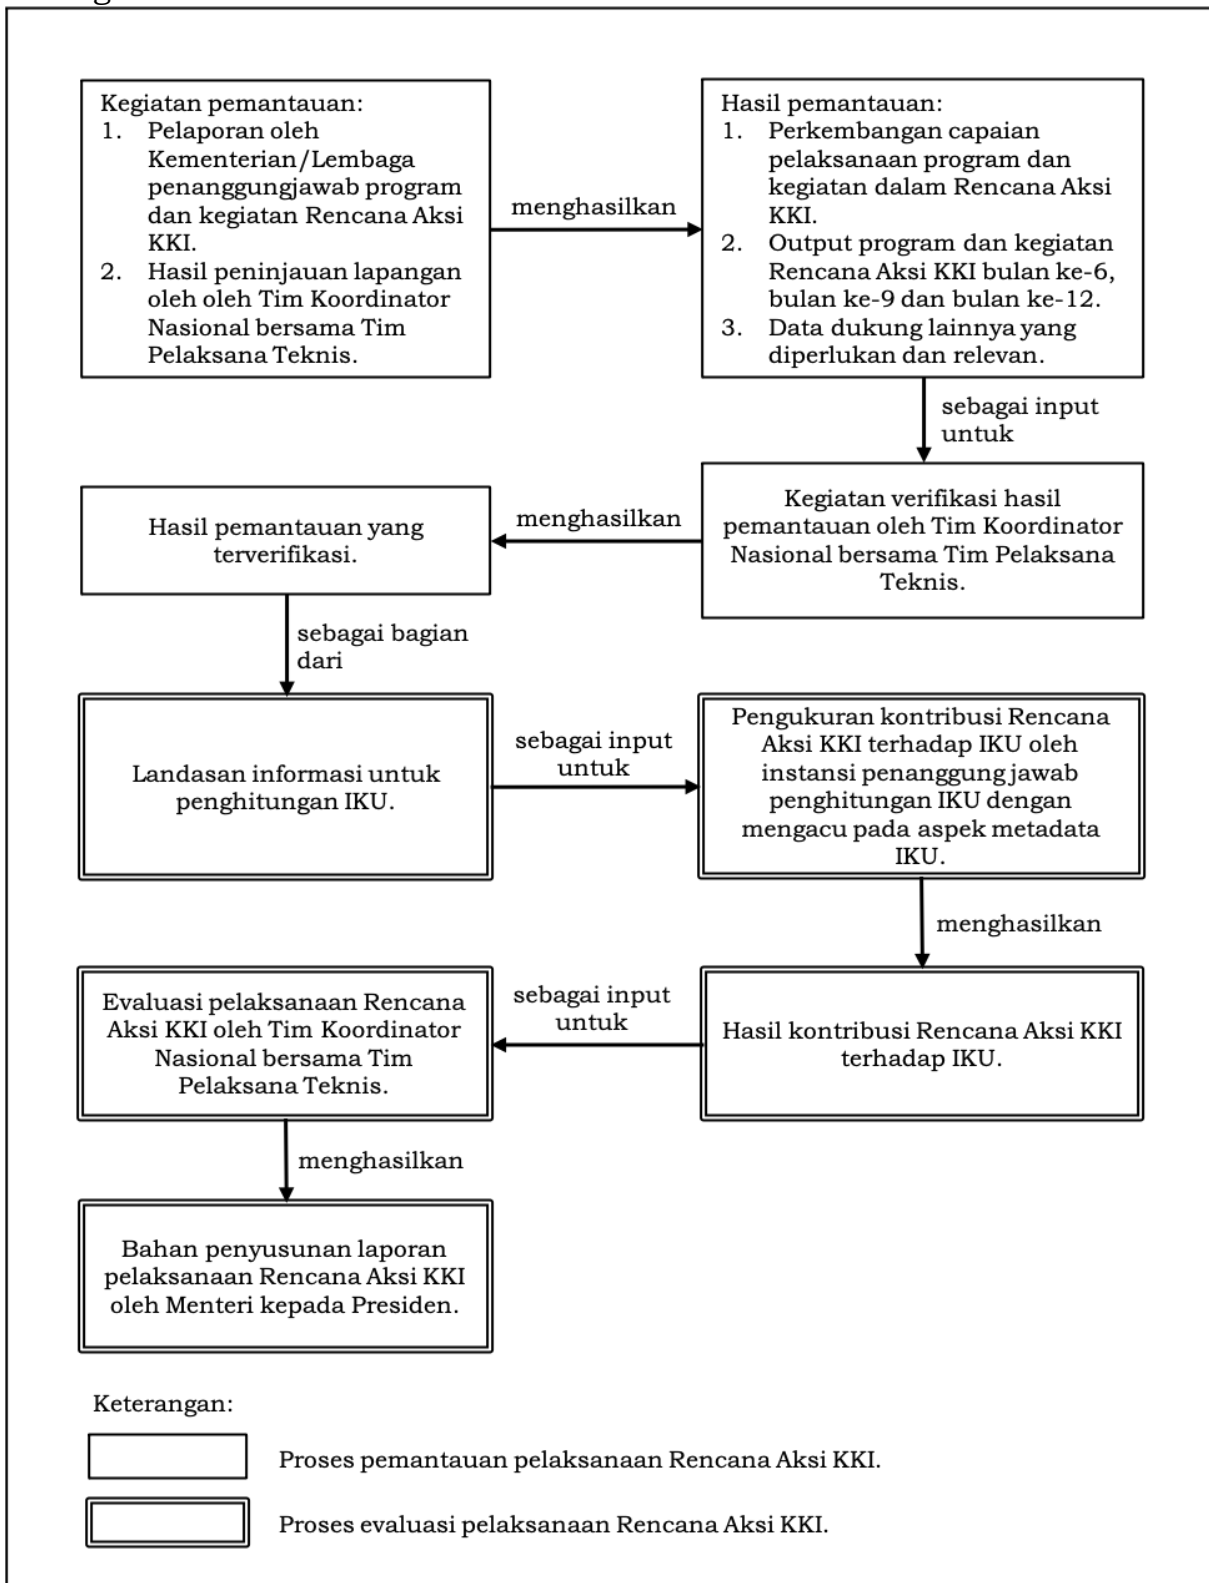 Kegiatan pemantauan:
1. Pelaporan oleh
Kementerian/Lembaga
penanggungjawab program
dan kegiatan Rencana Aksi
KKI.
2. Hasil peninjauan lapangan
oleh oleh Tim Koordinator
Nasional bersama Tim
Pelaksana Teknis.
menghasilkan
Hasil pemantauan:
1. Perkembangan capaian
pelaksanaan program dan
kegiatan dalam Rencana Aksi
KKI.
2. Output program dan kegiatan
Rencana Aksi KKI bulan ke-6,
bulan ke-9 dan bulan ke-12.
3. Data dukung lainnya yang
diperlukan dan relevan.
sebagai input
untuk
Kegiatan verifikasi hasil
pemantauan oleh Tim Koordinator
Nasional bersama Tim Pelaksana
Teknis.
menghasilkan
Hasil pemantauan yang
terverifikasi.
sebagai bagian
dari
Landasan informasi untuk
penghitungan IKU.
sebagai input
untuk
Pengukuran kontribusi Rencana
Aksi KKI terhadap IKU oleh
instansi penanggung jawab
penghitungan IKU dengan
mengacu pada aspek metadata
IKU.
menghasilkan
Hasil kontribusi Rencana Aksi KKI
terhadap IKU.
sebagai input
untuk
Evaluasi pelaksanaan Rencana
Aksi KKI oleh Tim Koordinator
Nasional bersama Tim
Pelaksana Teknis.
menghasilkan
Bahan penyusunan laporan
pelaksanaan Rencana Aksi KKI
oleh Menteri kepada Presiden.
Keterangan:
Proses pemantauan pelaksanaan Rencana Aksi KKI.
Proses evaluasi pelaksanaan Rencana Aksi KKI.